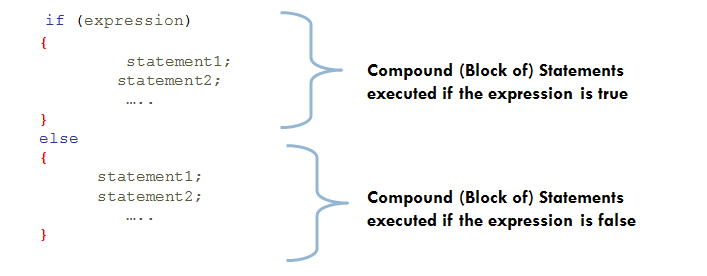 if (expression)
{
statement1;
statement2;
…..
}
else
{
statement1;
statement2;
…..
}
Compound (Block of) Statements
executed if the expression is true
Compound (Block of) Statements
executed if the expression is false